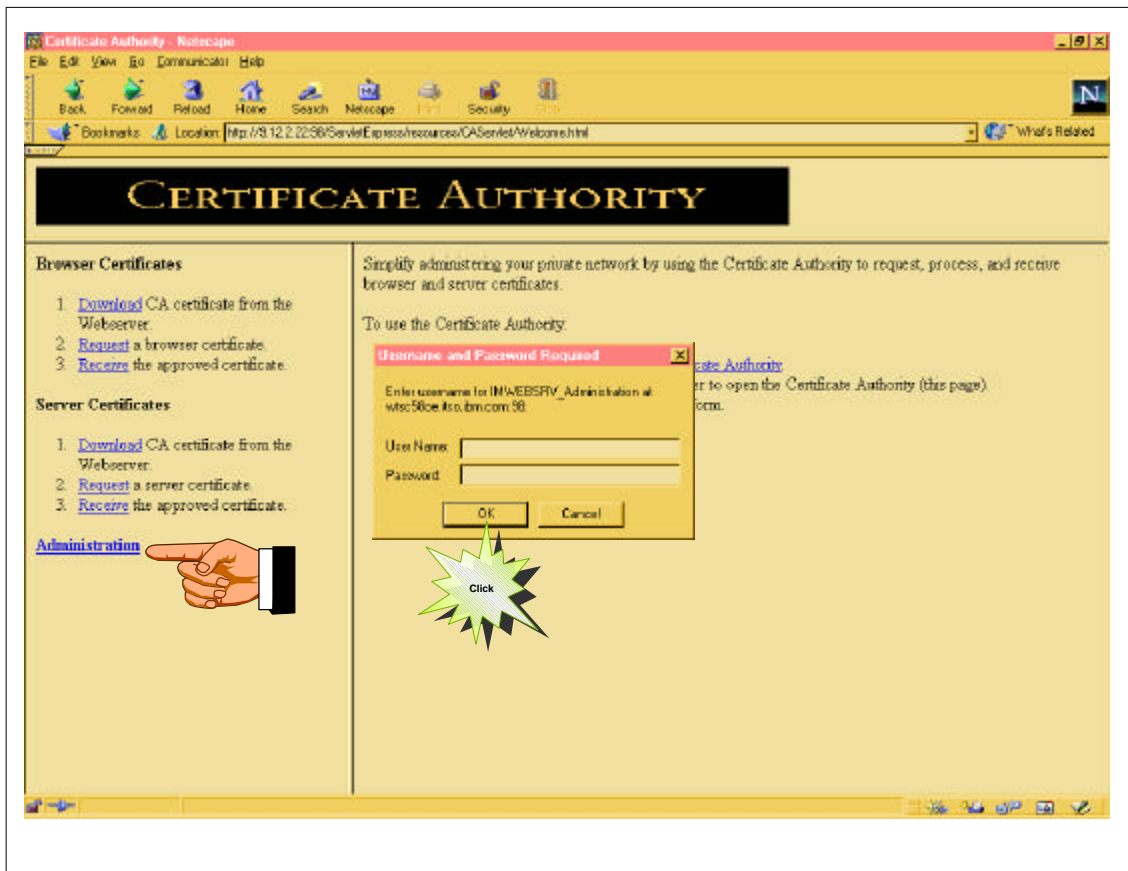 Certificate Authority - Netscape
File Edit View Go Communicator Help
Back Forward Reload Home Search Netscape Print Security Stop
Bookmarks Location: http://9.12.2.22:98/ServletExpress/resources/CAServlet/Welcome.html What's Related
N
CERTIFICATE AUTHORITY
Browser Certificates
1. Download CA certificate from the
Webserver.
2. Request a browser certificate.
3. Receive the approved certificate.
Server Certificates
1. Download CA certificate from the
Webserver.
2. Request a server certificate.
3. Receive the approved certificate.
Administration
Simplify administering your private network by using the Certificate Authority to request, process, and receive
browser and server certificates.
To use the Certificate Authority:
cate Authority.
er to open the Certificate Authority (this page).
form.
Username and Password Required
Enter username for IMWEBSRV_Administration at
wtsc58oe.itso.ibm.com:98:
User Name:
Password:
OK Cancel
Click